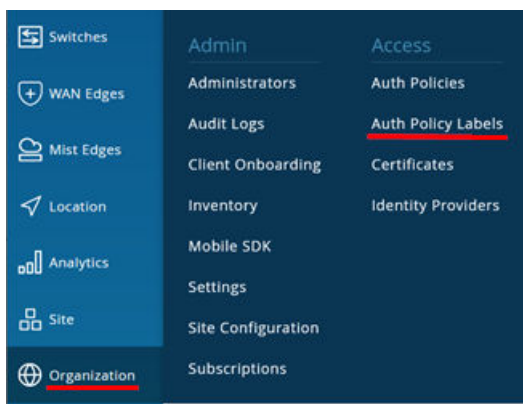 Switches
WAN Edges
Mist Edges
Location
Analytics
Site
Organization
Admin
Administrators
Audit Logs
Client Onboarding
Inventory
Mobile SDK
Settings
Site Configuration
Subscriptions
Access
Auth Policies
Auth Policy Labels
Certificates
Identity Providers